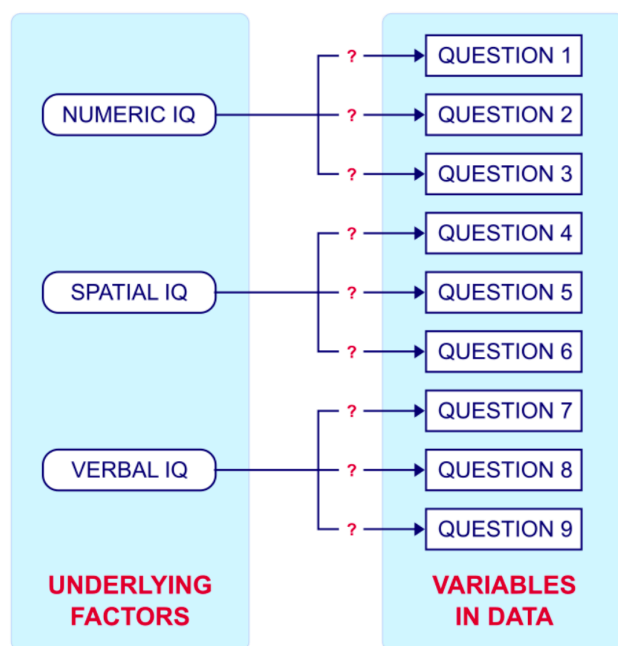 ? QUESTION 1
NUMERIC IQ ? QUESTION 2
? QUESTION 3
? QUESTION 4
SPATIAL IQ ? QUESTION 5
? QUESTION 6
? QUESTION 7
VERBAL IQ ? QUESTION 8
? QUESTION 9
UNDERLYING
FACTORS
VARIABLES
IN DATA